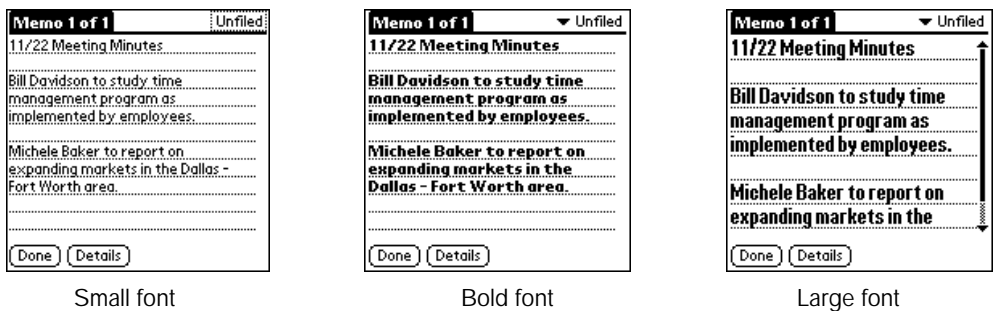 Memo 1 of 1 Unfiled
11/22 Meeting Minutes
Bill Davidson to study time
management program as
implemented by employees.
Michele Baker to report on
expanding markets in the Dallas -
Fort Worth area.
Done Details
Small font
Memo 1 of 1 Unfiled
11/22 Meeting Minutes
Bill Davidson to study time
management program as
implemented by employees.
Michele Baker to report on
expanding markets in the
Dallas - Fort Worth area.
Done Details
Bold font
Memo 1 of 1 Unfiled
11/22 Meeting Minutes
Bill Davidson to study time
management program as
implemented by employees.
Michele Baker to report on
expanding markets in the
Done Details
Large font